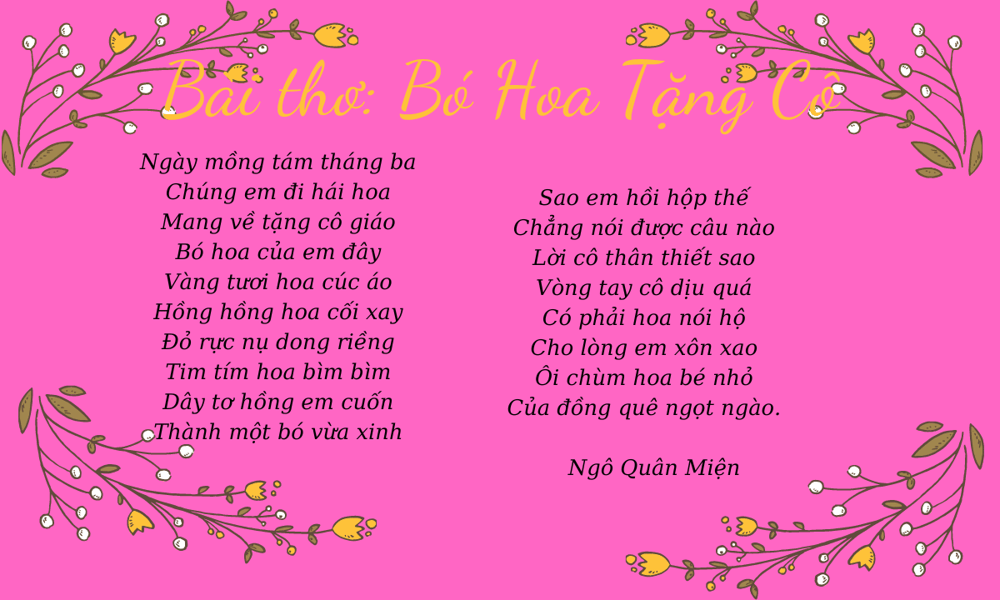 Bài thơ: Bó Hoa Tặng Cô
Ngày mồng tám tháng ba
Chúng em đi hái hoa
Mang về tặng cô giáo
Bó hoa của em đây
Vàng tươi hoa cúc áo
Hồng hồng hoa cối xay
Đỏ rực nụ dong riềng
Tim tím hoa bìm bìm
Dây tơ hồng em cuốn
Thành một bó vừa xinh
Sao em hồi hộp thế
Chẳng nói được câu nào
Lời cô thân thiết sao
Vòng tay cô dịu quá
Có phải hoa nói hộ
Cho lòng em xôn xao
Ôi chùm hoa bé nhỏ
Của đồng quê ngọt ngào.
Ngô Quân Miện